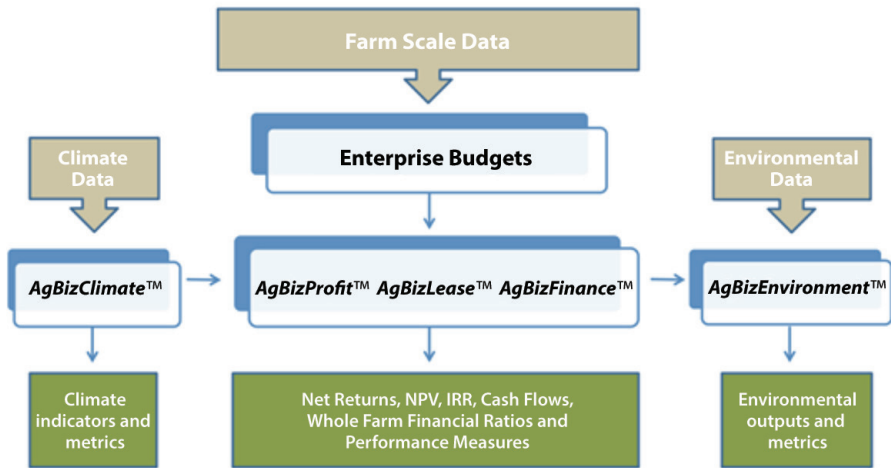 Farm Scale Data
Climate
Data
Enterprise Budgets
Environmental
Data
AgBizClimate™
AgBizProfit™ AgBizLease™ AgBizFinance™
AgBizEnvironment™
Climate
indicators and
metrics
Net Returns, NPV, IRR, Cash Flows,
Whole Farm Financial Ratios and
Performance Measures
Environmental
outputs and
metrics